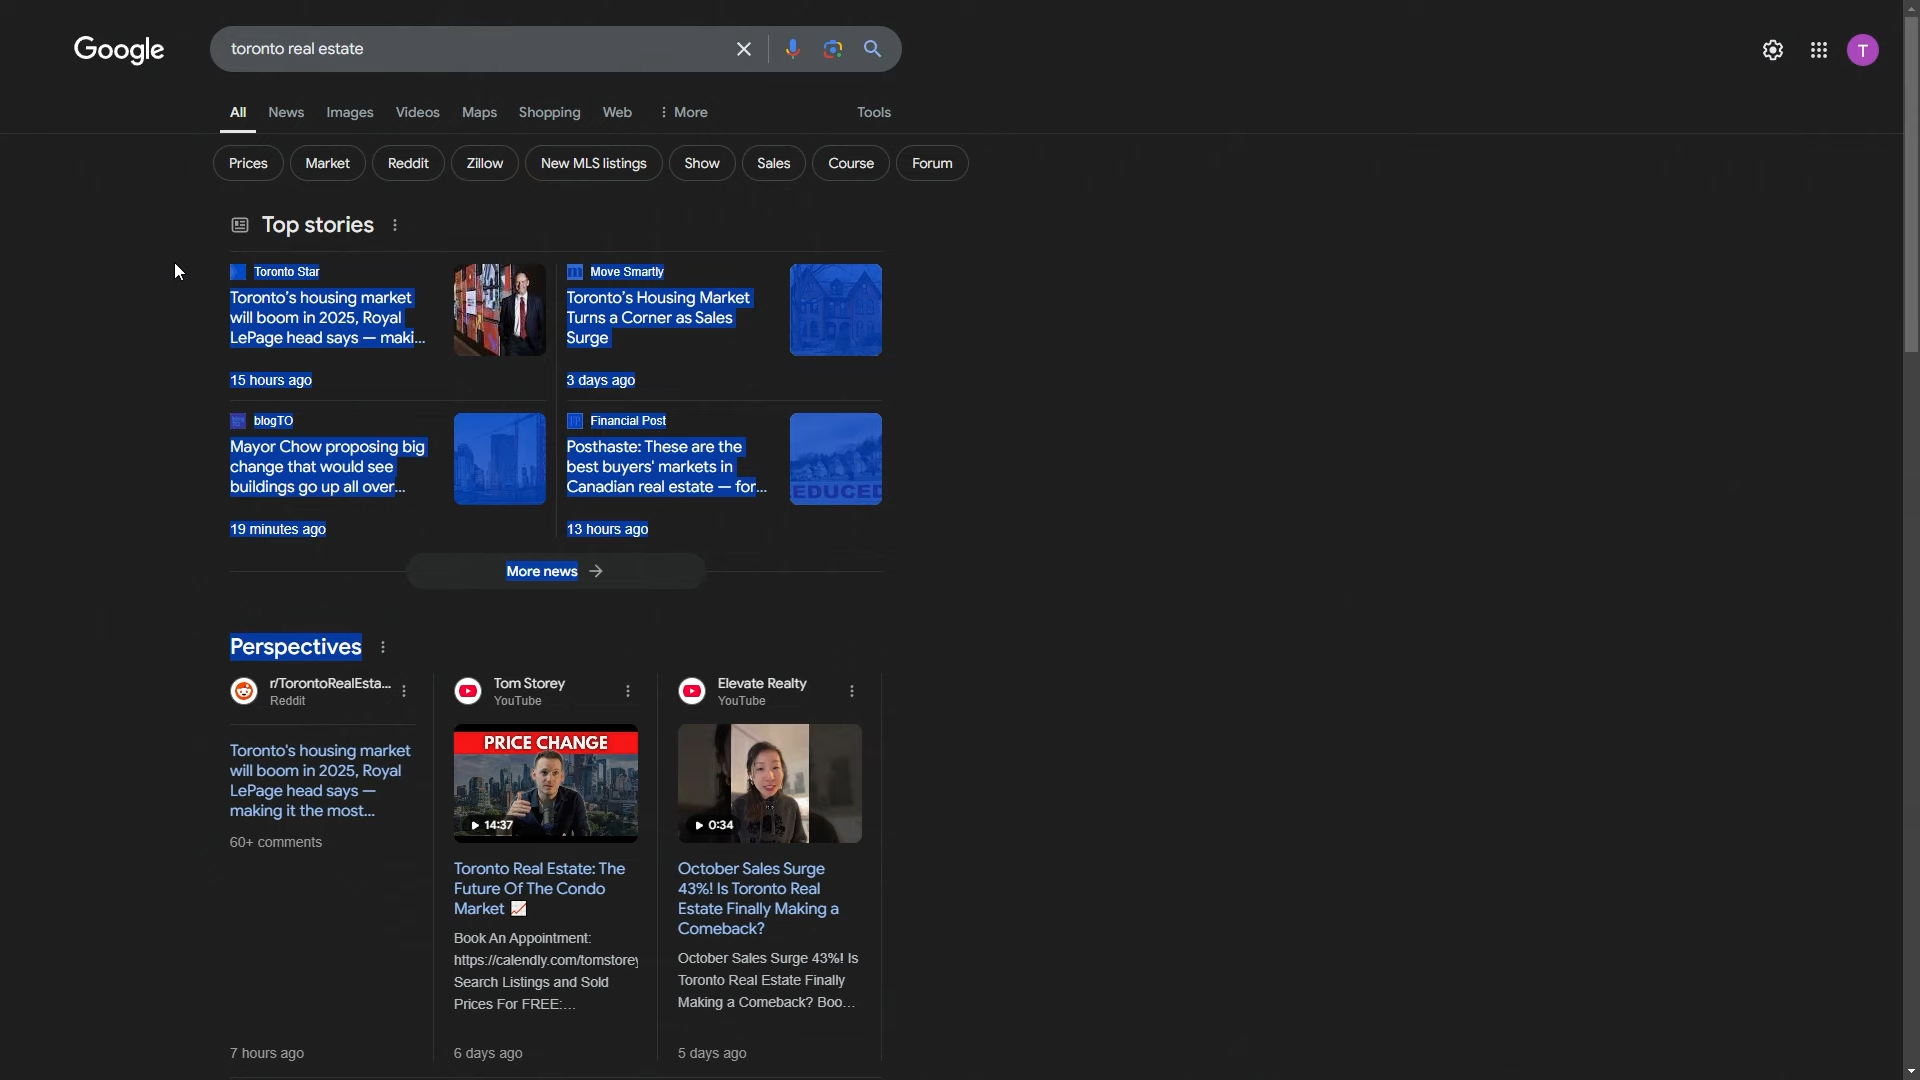 Google
toronto real estate
T
All News Images Videos Maps Shopping Web More Tools
Prices Market Reddit Zillow New MLS listings Show Sales Course Forum
Top stories
Toronto Star
Toronto's housing market
will boom in 2025, Royal
LePage head says — maki...
15 hours ago
Move Smartly
Toronto's Housing Market
Turns a Corner as Sales
Surge
3 days ago
blogTO
Mayor Chow proposing big
change that would see
buildings go up all over...
19 minutes ago
Financial Post
Posthaste: These are the
best buyers' markets in
Canadian real estate — for...
EDUCED
13 hours ago
More news →
Perspectives
r/TorontoRealEsta...
Reddit
Toronto's housing market
will boom in 2025, Royal
LePage head says —
making it the most...
60+ comments
7 hours ago
Tom Storey
YouTube
PRICE CHANGE
14:37
Toronto Real Estate: The
Future Of The Condo
Market 📈
Book An Appointment:
https://calendly.com/tomstorey
Search Listings and Sold
Prices For FREE:...
6 days ago
Elevate Realty
YouTube
0:34
October Sales Surge
43%! Is Toronto Real
Estate Finally Making a
Comeback?
October Sales Surge 43%! Is
Toronto Real Estate Finally
Making a Comeback? Boo...
5 days ago